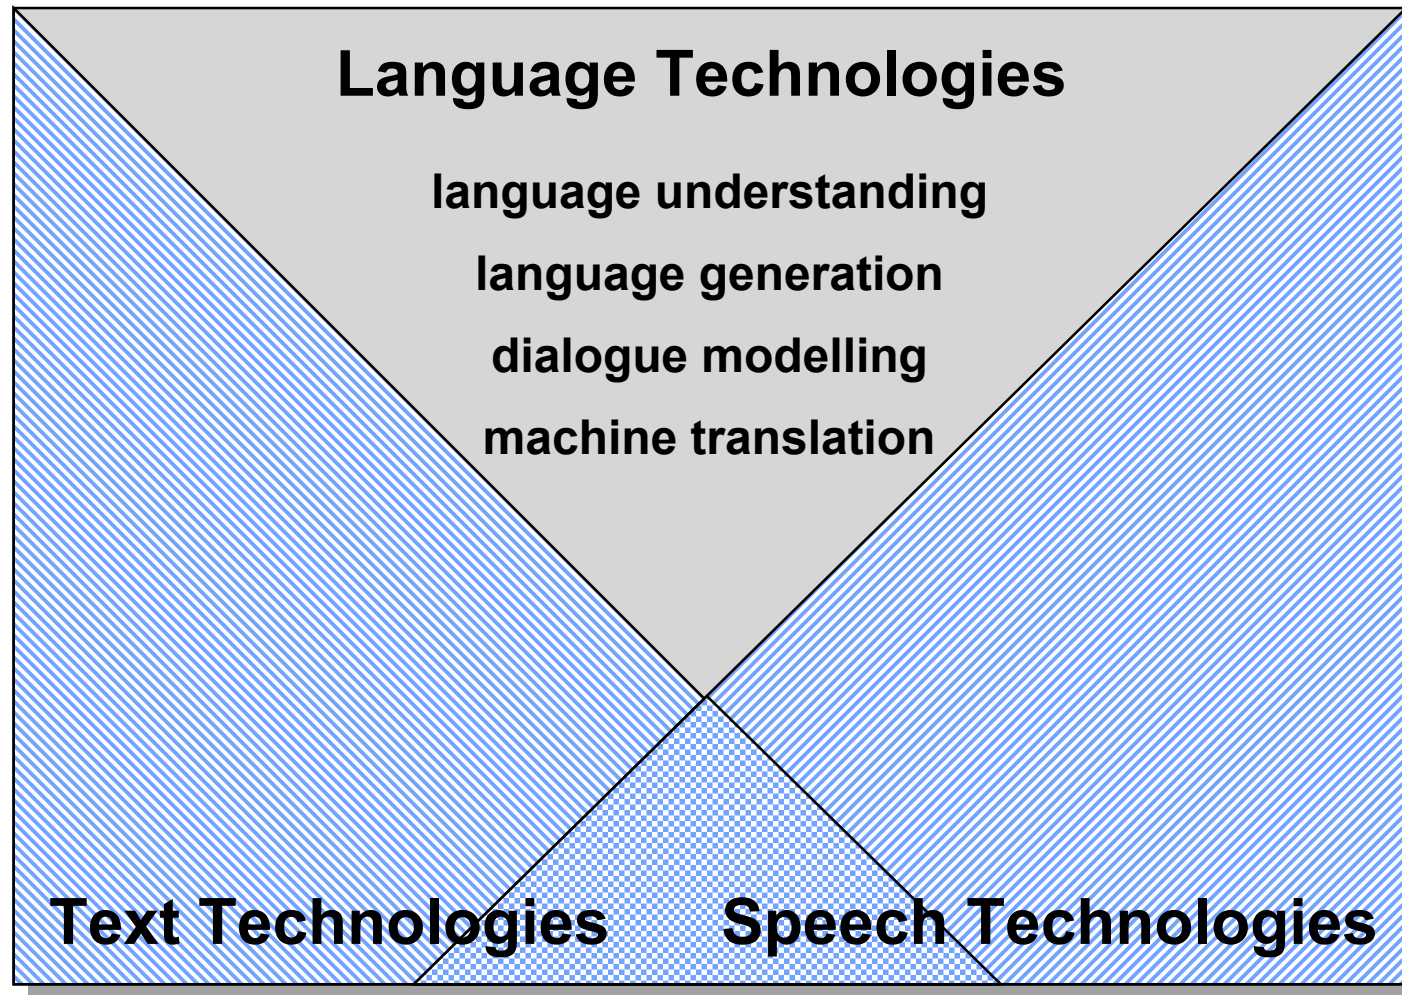 Language Technologies
language understanding
language generation
dialogue modelling
machine translation
Text Technologies
Speech Technologies